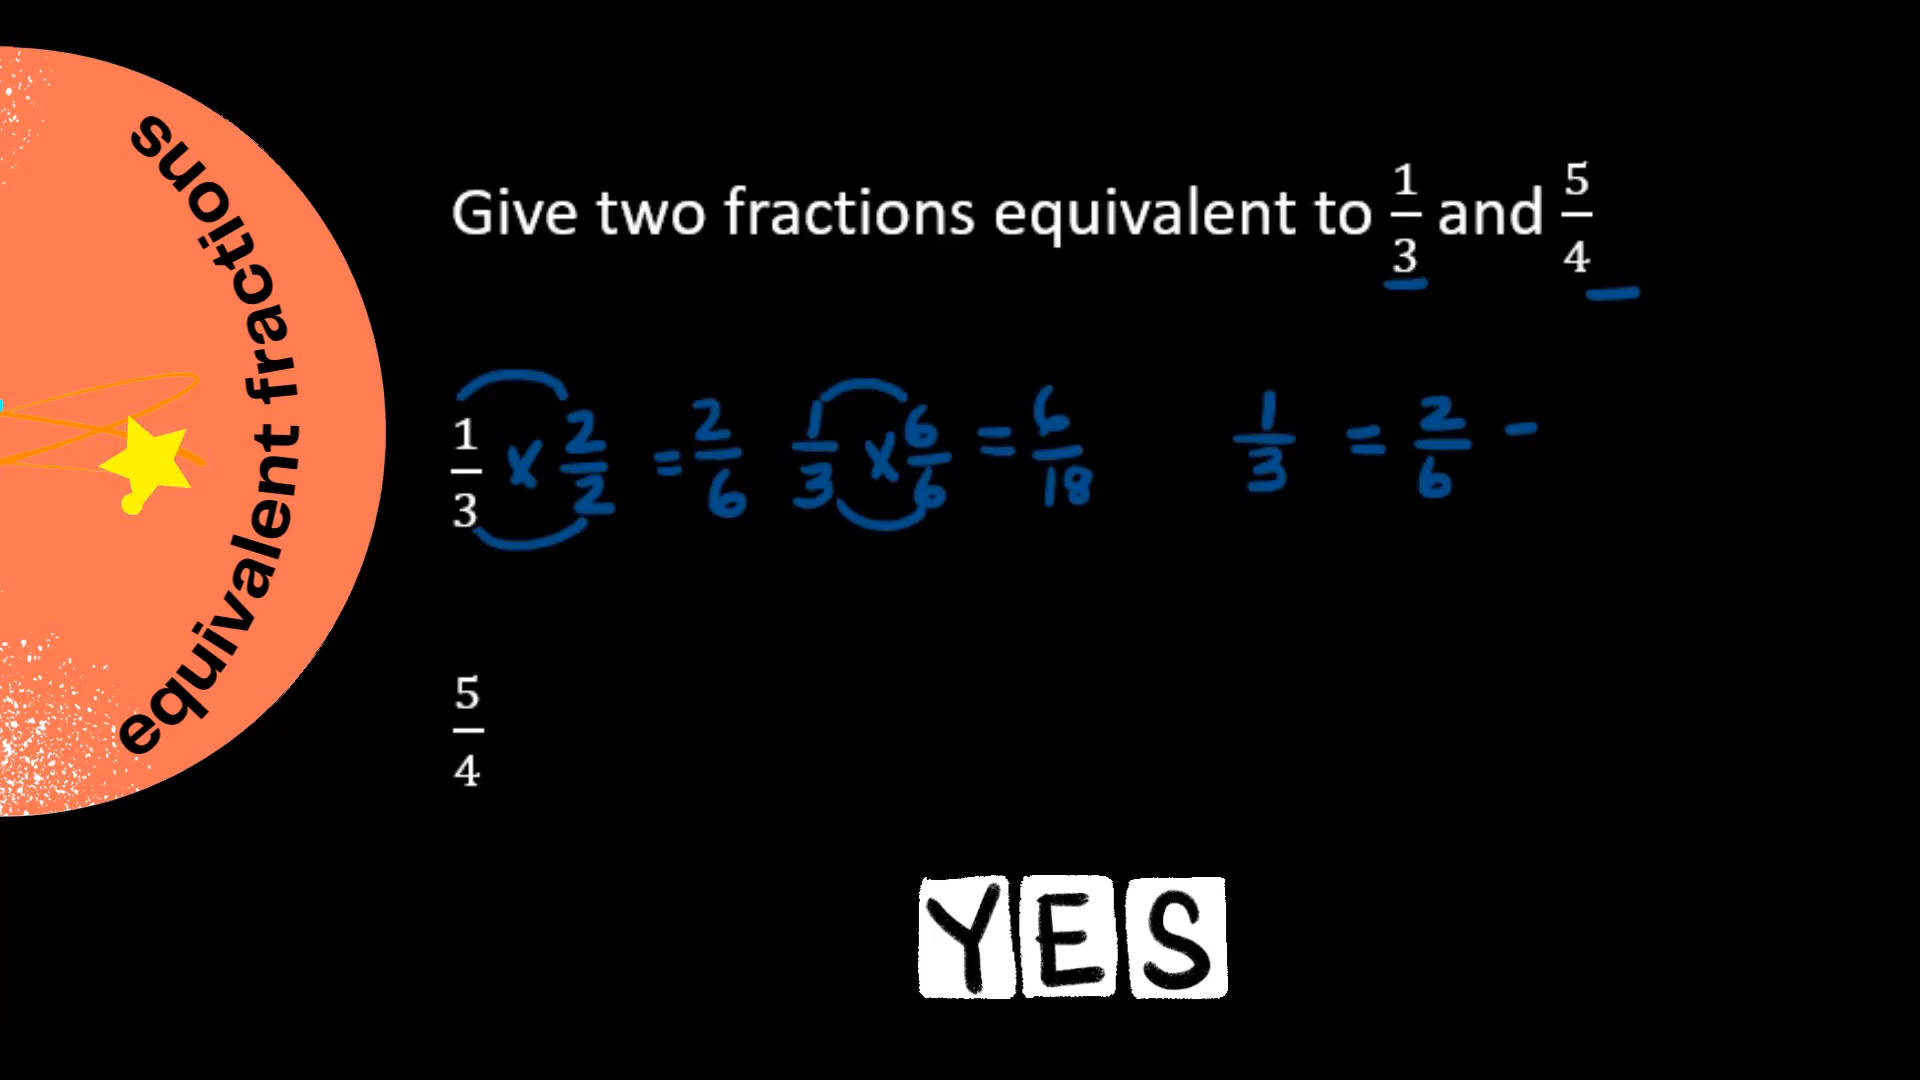 equivalent fractions
Give two fractions equivalent to 1/3 and 5/4
1/3 x 2/2 = 2/6 1/3 x 6/6 = 6/18 1/3 = 2/6 -
5/4
YES